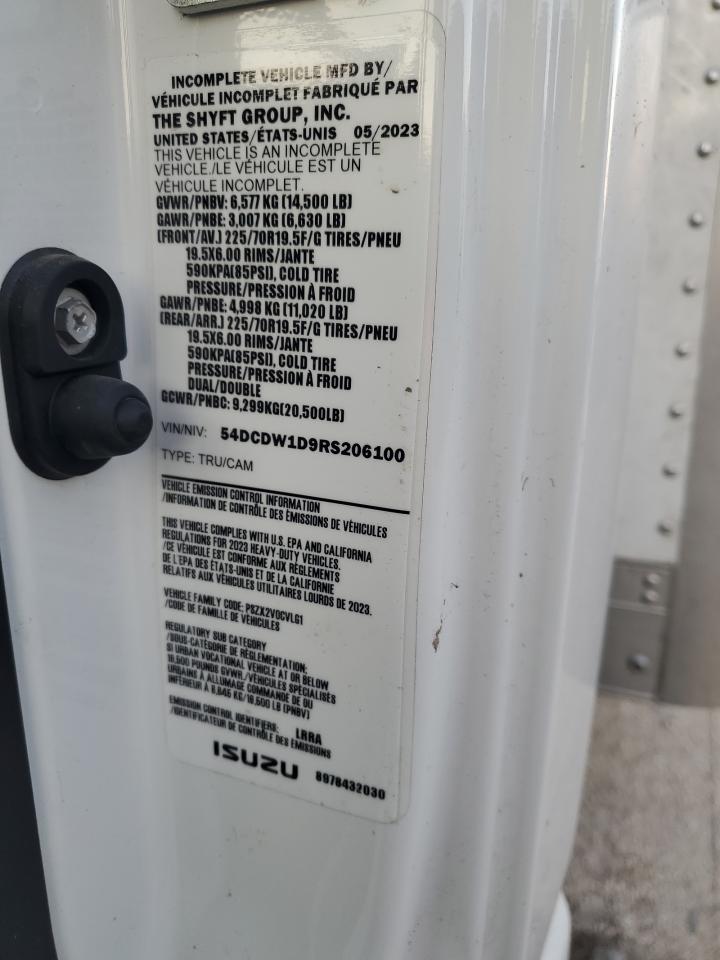 INCOMPLETE VEHICLE MFD BY/
VÉHICULE INCOMPLET FABRIQUÉ PAR
THE SHYFT GROUP, INC.
UNITED STATES/ÉTATS-UNIS 05/2023
THIS VEHICLE IS AN INCOMPLETE
VEHICLE./LE VÉHICULE EST UN
VÉHICULE INCOMPLET.
GVWR/PNBV: 6,577 KG (14,500 LB)
GAWR/PNBE: 3,007 KG (6,630 LB)
(FRONT/AV.) 225/70R19.5F/G TIRES/PNEU
19.5X6.00 RIMS/JANTE
590KPA(85PSI), COLD TIRE
PRESSURE/PRESSION À FROID
GAWR/PNBE: 4,998 KG (11,020 LB)
(REAR/ARR.) 225/70R19.5F/G TIRES/PNEU
19.5X6.00 RIMS/JANTE
590KPA(85PSI), COLD TIRE
PRESSURE/PRESSION À FROID
DUAL/DOUBLE
GCWR/PNBC: 9,299KG(20,500LB)
VIN/NIV: 54DCDW1D9RS206100
TYPE: TRU/CAM
VEHICLE EMISSION CONTROL INFORMATION
/INFORMATION DE CONTRÔLE DES ÉMISSIONS DE VÉHICULES
THIS VEHICLE COMPLIES WITH U.S. EPA AND CALIFORNIA
REGULATIONS FOR 2023 HEAVY-DUTY VEHICLES.
/CE VÉHICULE EST CONFORME AUX RÈGLEMENTS
DE L'EPA DES ÉTATS-UNIS ET DE LA CALIFORNIE
RELATIFS AUX VÉHICULES UTILITAIRES LOURDS DE 2023.
VEHICLE FAMILY CODE: PSZX2VOCVLG1
/CODE DE FAMILLE DE VÉHICULES
REGULATORY SUB CATEGORY
/SOUS-CATÉGORIE DE RÉGLEMENTATION:
SI URBAN VOCATIONAL VEHICLE AT OR BELOW
19,500 POUNDS GVWR/VÉHICULES SPÉCIALISÉS
URBAINS À ALLUMAGE COMMANDÉ DE OU
INFÉRIEUR À 8,845 KG/19,500 LB (PNBV)
EMISSION CONTROL IDENTIFIERS: LRRA
/IDENTIFICATEUR DE CONTRÔLE DES ÉMISSIONS
ISUZU 8978432030